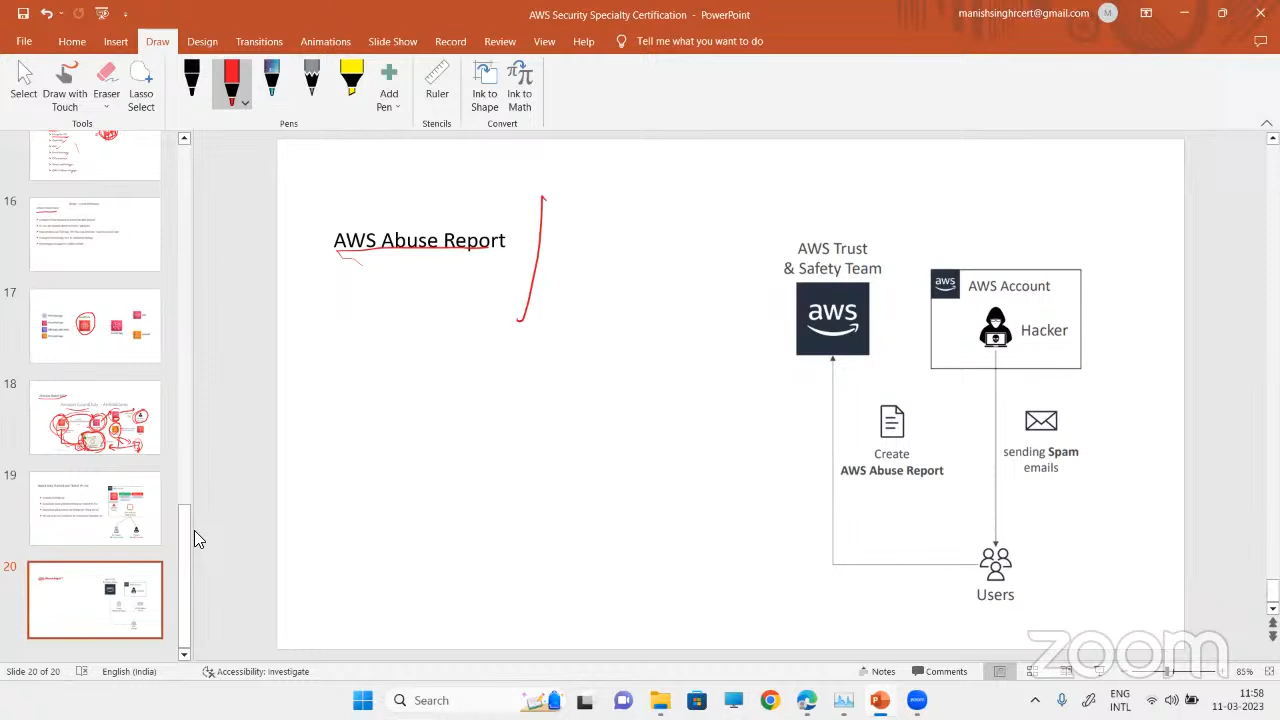 AWS Security Specialty Certification - PowerPoint
manishsinghrcert@gmail.com
M
File Home Insert Draw Design Transitions Animations Slide Show Record Review View Help Tell me what you want to do
Select
Draw with Touch
Eraser
Lasso Select
Add Pen
Ruler
Ink to Shape
Ink to Math
Tools
Pens
Stencils
Convert
16
17
18
19
20
AWS Abuse Report
AWS Trust
& Safety Team
aws
aws
AWS Account
Hacker
Create
AWS Abuse Report
sending Spam
emails
Users
zoom
Slide 20 of 20
English (India)
Accessibility: Investigate
Notes
Comments
85%
Search
zoom
ENG
INTL
11:58
11-03-2023